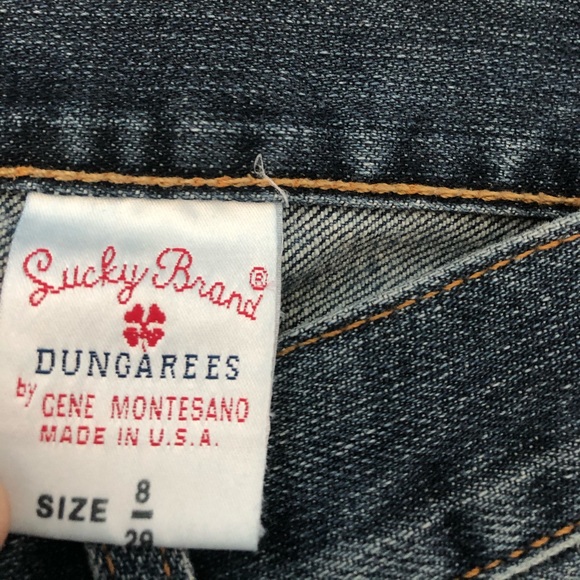 Lucky Brand®
DUNGAREES
by GENE MONTESANO
MADE IN U.S.A.
SIZE 8/29